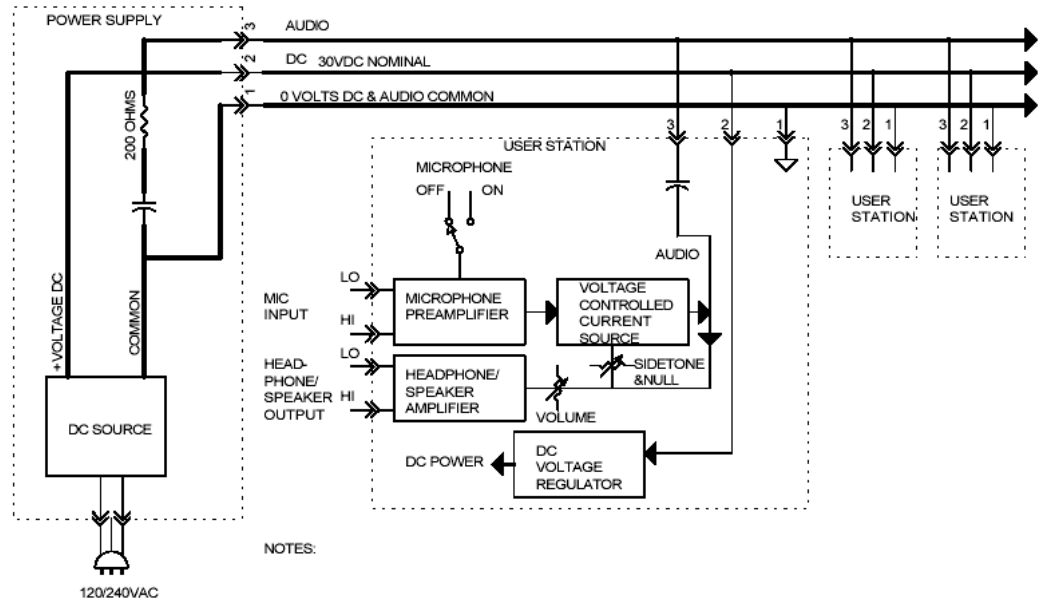 POWER SUPPLY
3
AUDIO
2
DC 30VDC NOMINAL
1
0 VOLTS DC & AUDIO COMMON
200 OHMS
+VOLTAGE DC
COMMON
DC SOURCE
120/240VAC
3
2
1
USER STATION
MICROPHONE
OFF
ON
AUDIO
MIC
INPUT
LO
HI
MICROPHONE
PREAMPLIFIER
VOLTAGE
CONTROLLED
CURRENT
SOURCE
HEAD-
PHONE/
SPEAKER
OUTPUT
LO
HI
HEADPHONE/
SPEAKER
AMPLIFIER
SIDETONE
&NULL
VOLUME
DC POWER
DC
VOLTAGE
REGULATOR
3
2
1
USER
STATION
3
2
1
USER
STATION
NOTES: